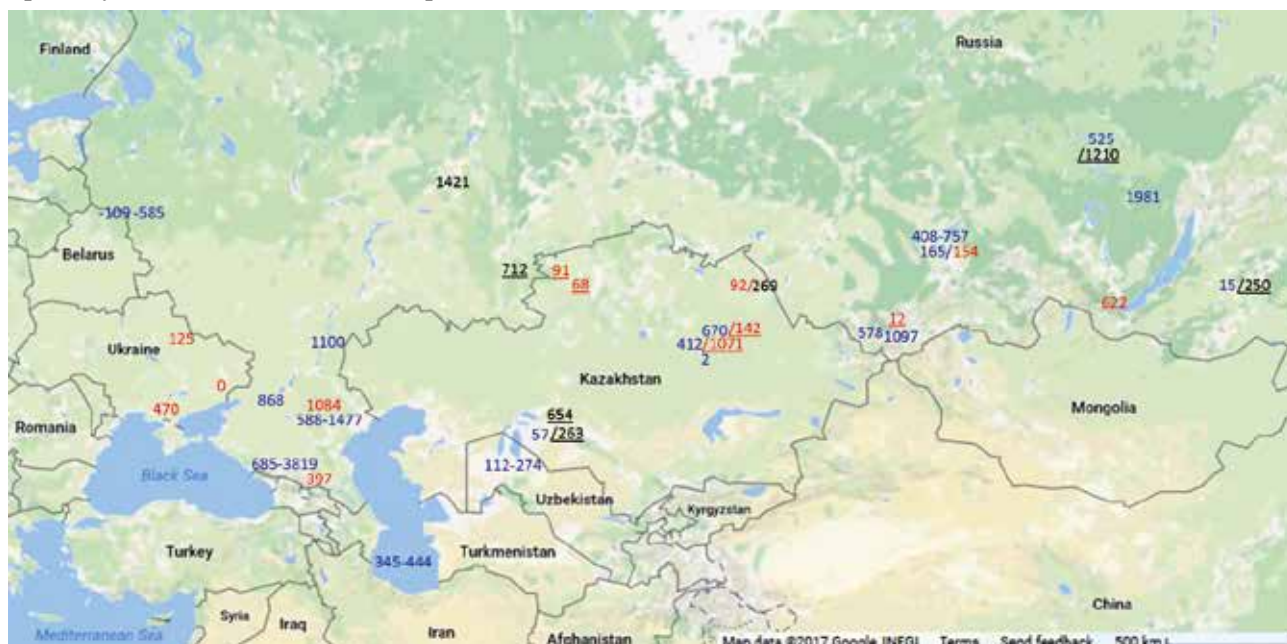 Finland
Russia
525
/1210
1421
1981
-109 -585
408-757
165/154
Belarus
712
91
68
92/269
15/250
622
12
578 1097
125
Ukraine
1100
670/142
412/1071
2
Kazakhstan
0
868
1084
588-1477
470
Romania
Mongolia
654
57/263
685-3819
397
Black Sea
112-274
Uzbekistan
Kyrgyzstan
Turkey
345-444
Turkmenistan
Syria
Iraq
Iran
Afghanistan
China
Mediterranean Sea
Map data ©2017 Google, INEGI Terms Send feedback 500 km